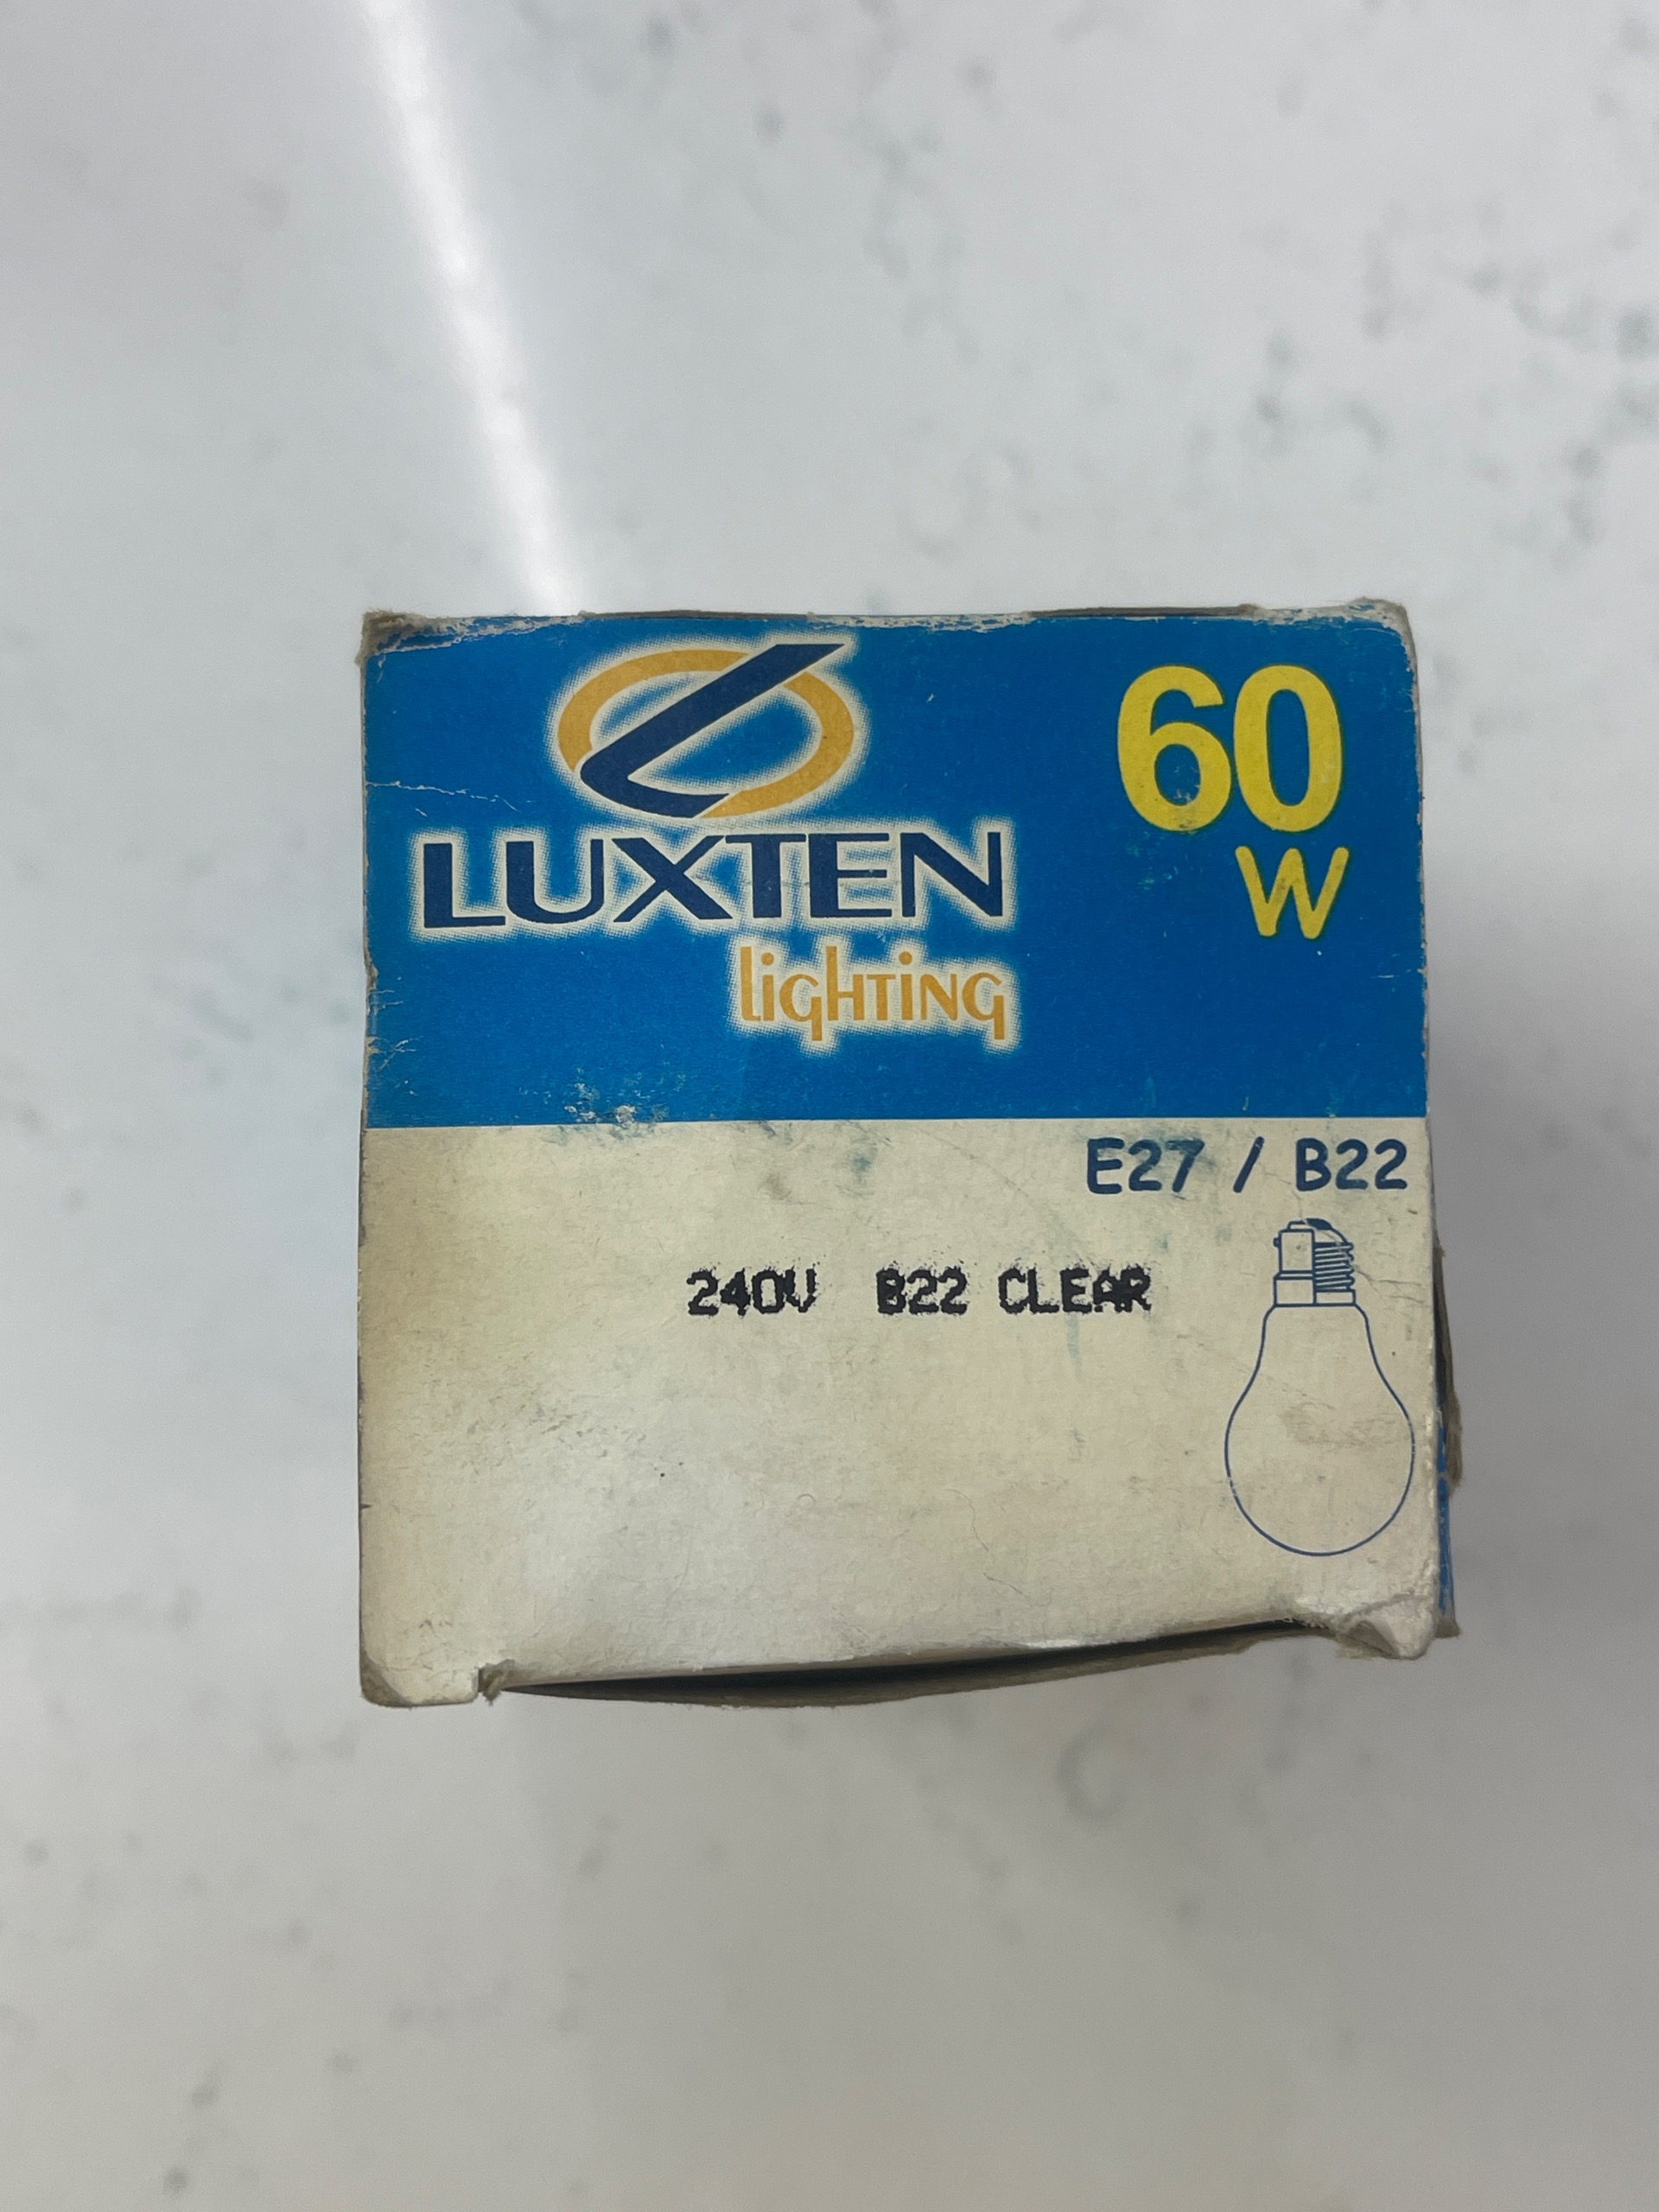 LUXTEN
lighting
60
W
E27 / B22
240V B22 CLEAR